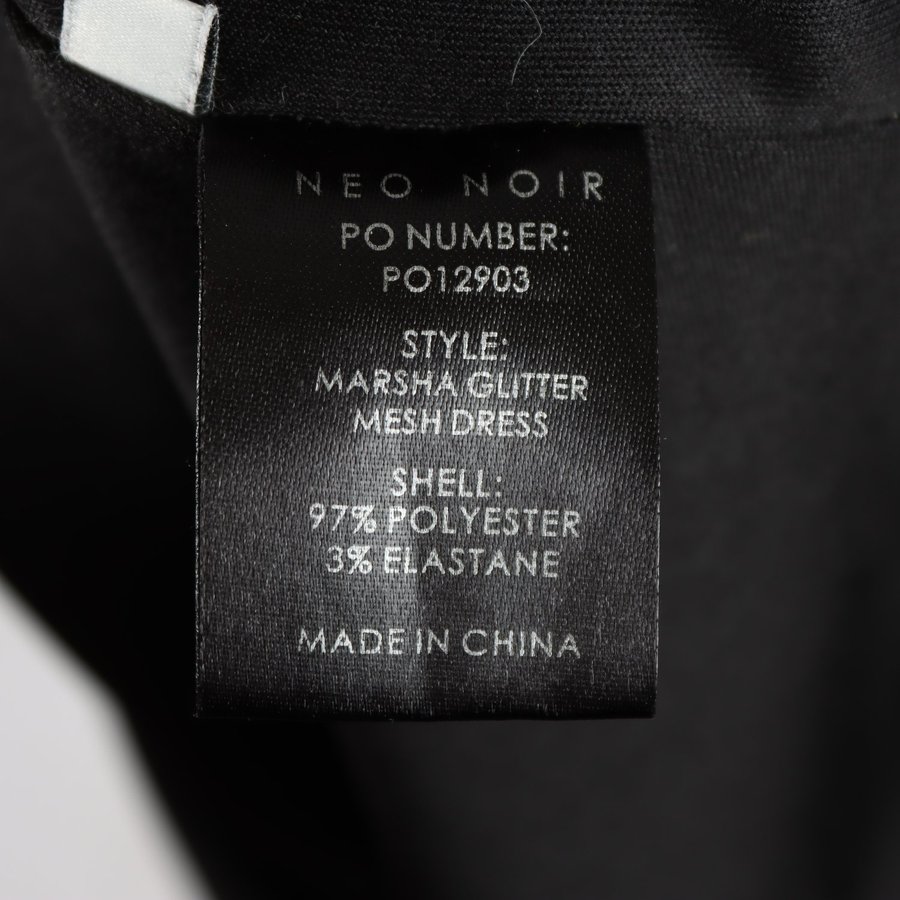 NEO NOIR
PO NUMBER:
PO12903
STYLE:
MARSHA GLITTER
MESH DRESS
SHELL:
97% POLYESTER
3% ELASTANE
MADE IN CHINA